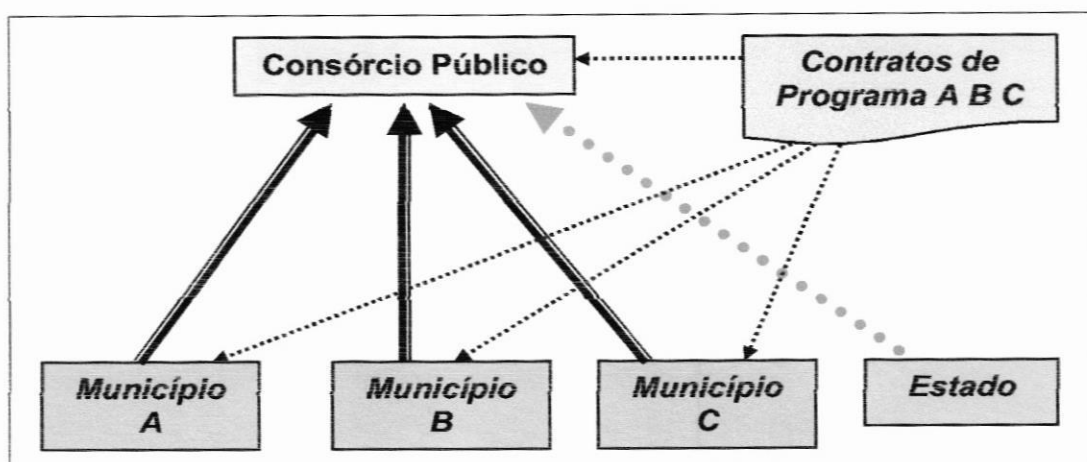 Consórcio Público
Contratos de
Programa A B C
Município
A
Município
B
Município
C
Estado